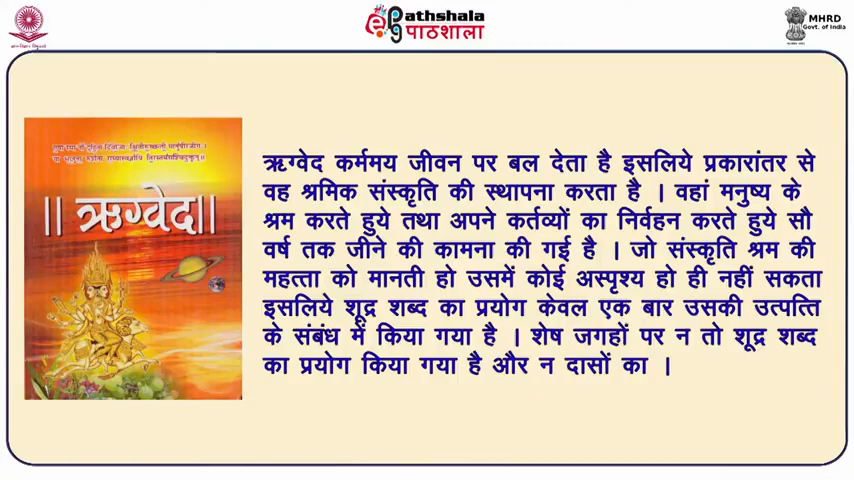 ePathshala
पाठशाला
MHRD
Govt. of India
॥ ऋग्वेद॥
ऋग्वेद कर्ममय जीवन पर बल देता है इसलिये प्रकारांतर से
वह श्रमिक संस्कृति की स्थापना करता है । वहां मनुष्य के
श्रम करते हुये तथा अपने कर्तव्यों का निर्वहन करते हुये सौ
वर्ष तक जीने की कामना की गई है । जो संस्कृति श्रम की
महत्ता को मानती हो उसमें कोई अस्पृश्य हो ही नहीं सकता
इसलिये शूद्र शब्द का प्रयोग केवल एक बार उसकी उत्पत्ति
के संबंध में किया गया है । शेष जगहों पर न तो शूद्र शब्द
का प्रयोग किया गया है और न दासों का ।